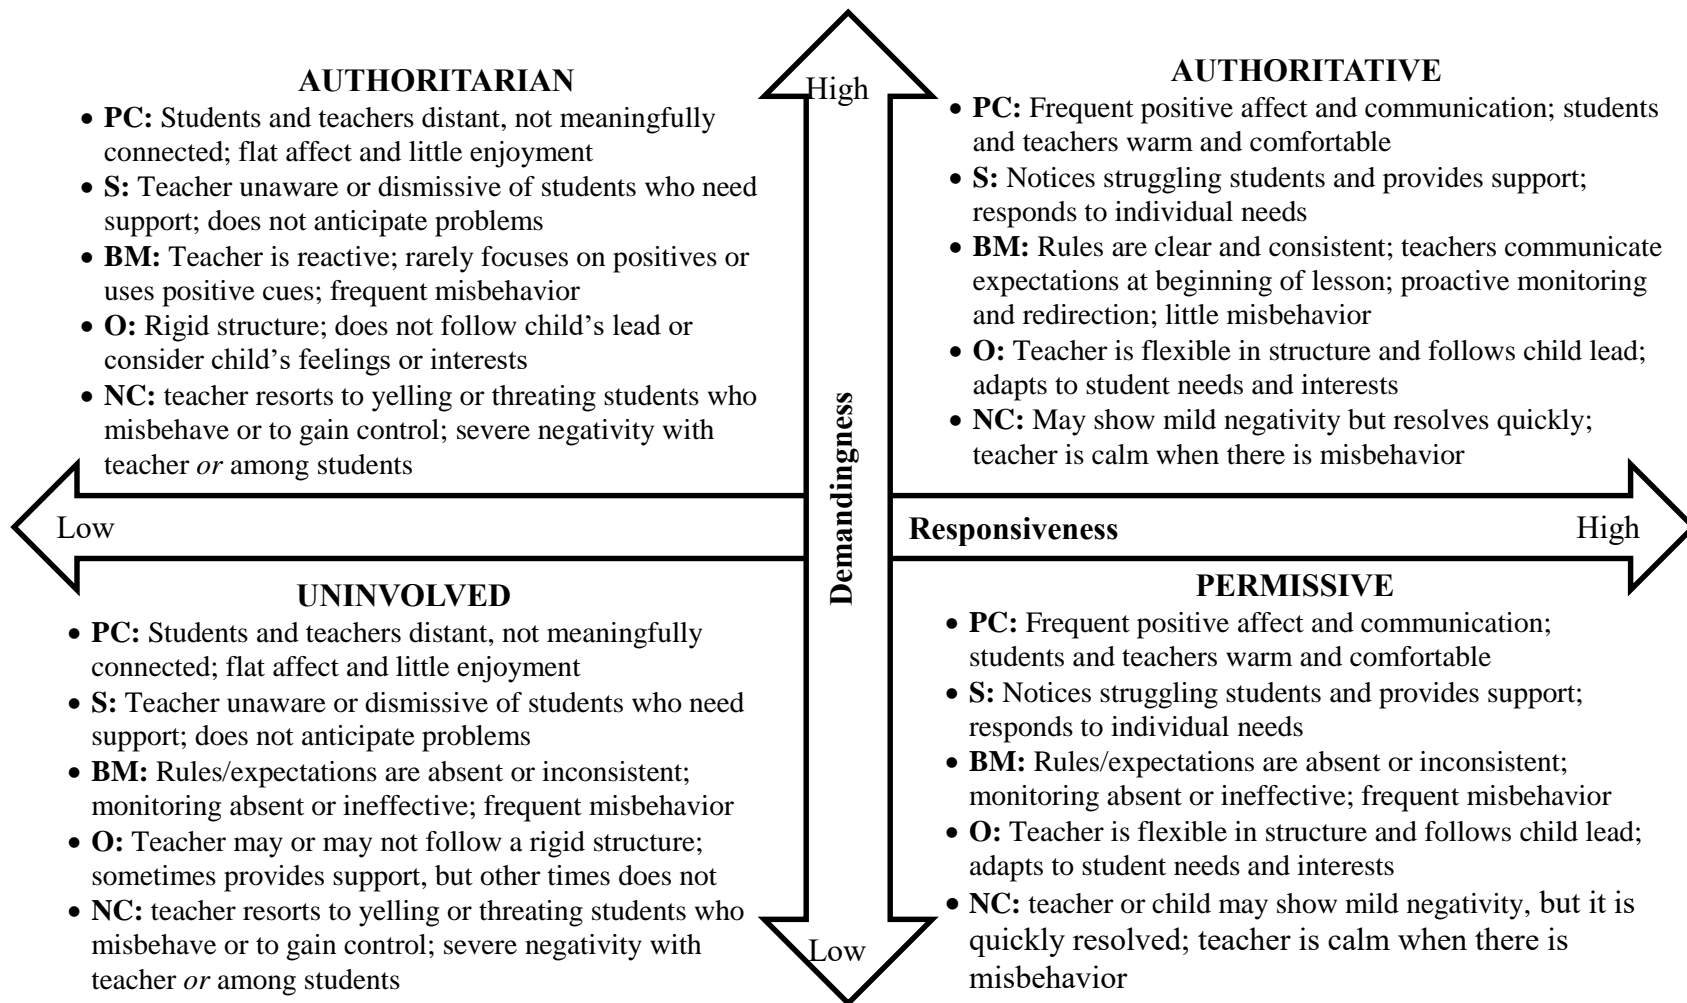 High
AUTHORITARIAN
• PC: Students and teachers distant, not meaningfully
connected; flat affect and little enjoyment
• S: Teacher unaware or dismissive of students who need
support; does not anticipate problems
• BM: Teacher is reactive; rarely focuses on positives or
uses positive cues; frequent misbehavior
• O: Rigid structure; does not follow child’s lead or
consider child’s feelings or interests
• NC: teacher resorts to yelling or threating students who
misbehave or to gain control; severe negativity with
teacher or among students
AUTHORITATIVE
• PC: Frequent positive affect and communication; students
and teachers warm and comfortable
• S: Notices struggling students and provides support;
responds to individual needs
• BM: Rules are clear and consistent; teachers communicate
expectations at beginning of lesson; proactive monitoring
and redirection; little misbehavior
• O: Teacher is flexible in structure and follows child lead;
adapts to student needs and interests
• NC: May show mild negativity but resolves quickly;
teacher is calm when there is misbehavior
Demandingness
Low
Responsiveness
High
UNINVOLVED
• PC: Students and teachers distant, not meaningfully
connected; flat affect and little enjoyment
• S: Teacher unaware or dismissive of students who need
support; does not anticipate problems
• BM: Rules/expectations are absent or inconsistent;
monitoring absent or ineffective; frequent misbehavior
• O: Teacher may or may not follow a rigid structure;
sometimes provides support, but other times does not
• NC: teacher resorts to yelling or threating students who
misbehave or to gain control; severe negativity with
teacher or among students
PERMISSIVE
• PC: Frequent positive affect and communication;
students and teachers warm and comfortable
• S: Notices struggling students and provides support;
responds to individual needs
• BM: Rules/expectations are absent or inconsistent;
monitoring absent or ineffective; frequent misbehavior
• O: Teacher is flexible in structure and follows child lead;
adapts to student needs and interests
• NC: teacher or child may show mild negativity, but it is
quickly resolved; teacher is calm when there is
misbehavior
Low